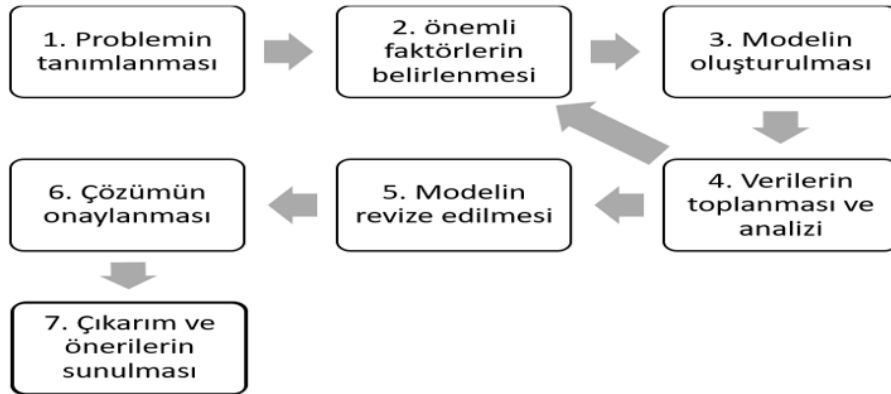 1. Problemin
tanımlanması
2. önemli
faktörlerin
belirlenmesi
3. Modelin
oluşturulması
4. Verilerin
toplanması ve
analizi
5. Modelin
revize edilmesi
6. Çözümün
onaylanması
7. Çıkarım ve
önerilerin
sunulması